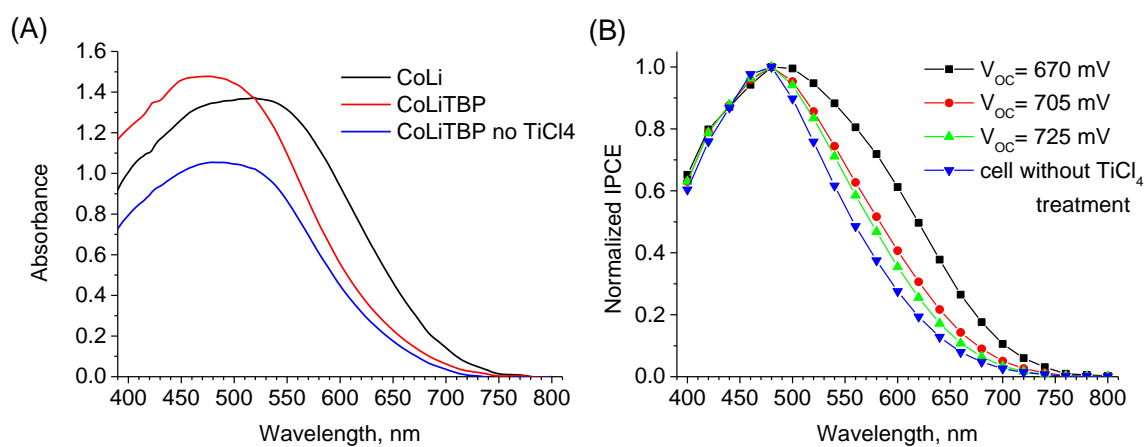 (A)
1.6
1.4
1.2
1.0
0.8
0.6
0.4
0.2
0.0
Absorbance
400 450 500 550 600 650 700 750 800
Wavelength, nm
CoLi
CoLiTBP
CoLiTBP no TiCl4
(B)
1.0
0.8
0.6
0.4
0.2
0.0
Normalized IPCE
400 450 500 550 600 650 700 750 800
Wavelength, nm
V_OC= 670 mV
V_OC= 705 mV
V_OC= 725 mV
cell without TiCl₄
treatment